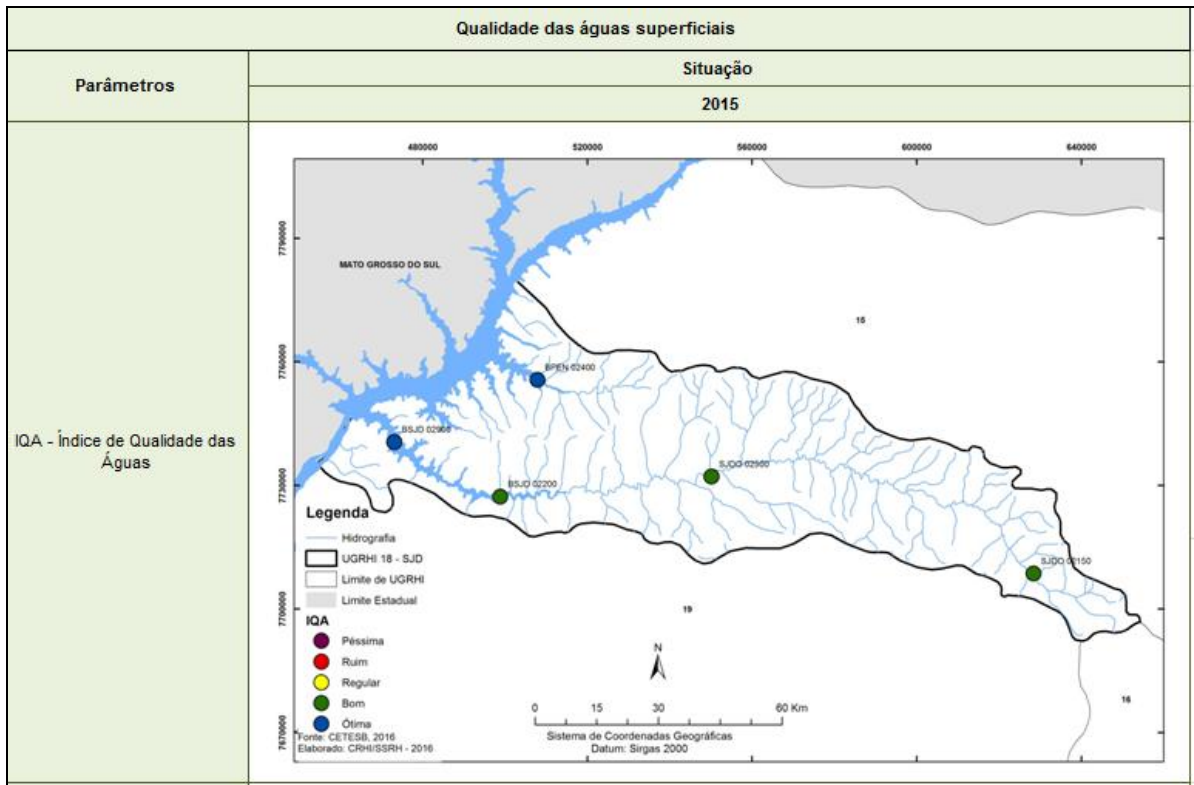 Qualidade das águas superficiais
Parâmetros
Situação
2015
IQA - Índice de Qualidade das
Águas
480000
520000
560000
600000
640000
7790000
7760000
7730000
7700000
7670000
MATO GROSSO DO SUL
15
BPEN 02400
BSJD 02900
BSJD 02200
SJDO 02500
SJDO 02150
19
16
Legenda
Hidrografia
UGRHI 18 - SJD
Limite de UGRHI
Limite Estadual
IQA
Péssima
Ruim
Regular
Bom
Ótima
Fonte: CETESB, 2016
Elaborado: CRHI/SSRH - 2016
N
0 15 30 60 Km
Sistema de Coordenadas Geográficas
Datum: Sirgas 2000